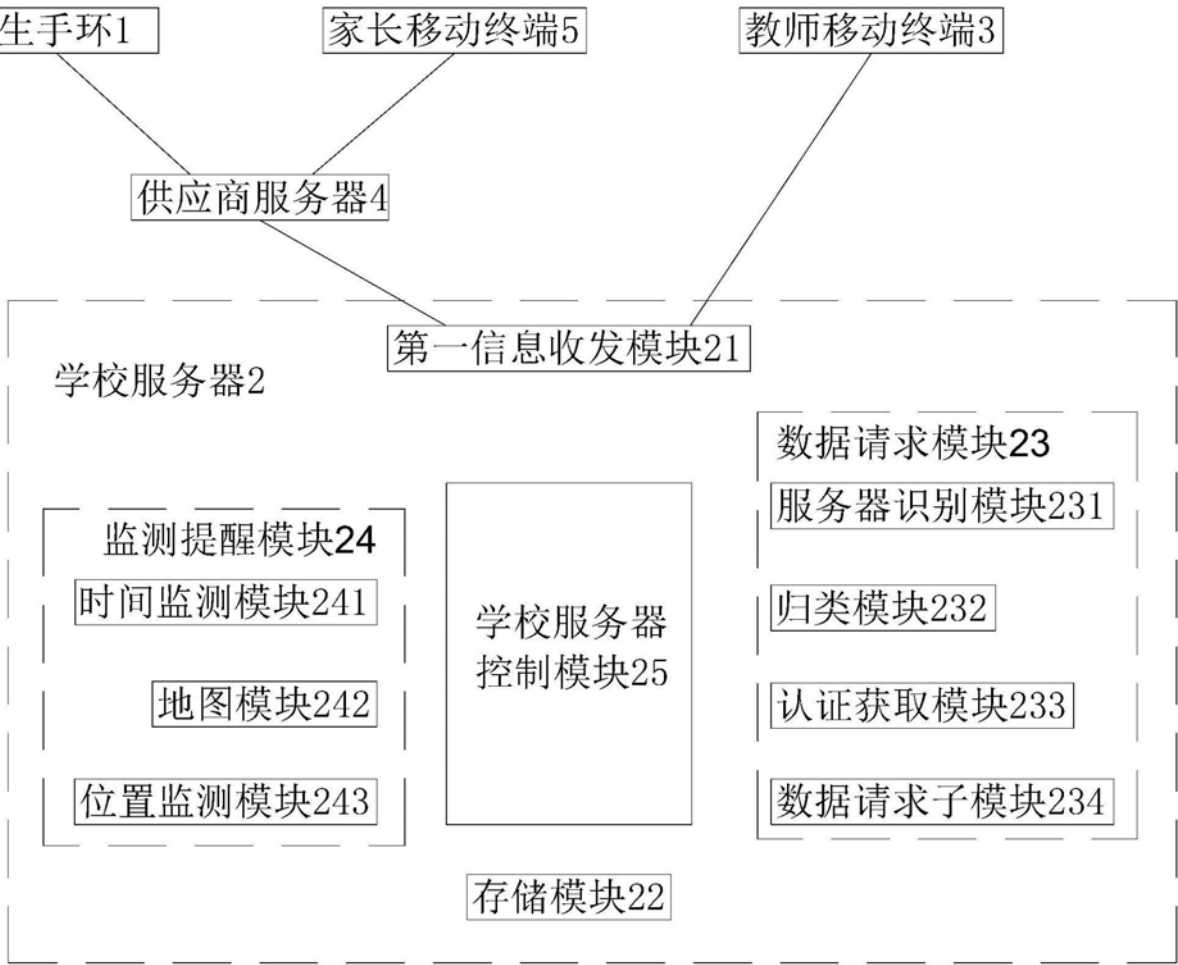 生手环1
家长移动终端5
教师移动终端3
供应商服务器4
第一信息收发模块21
学校服务器2
数据请求模块23
服务器识别模块231
归类模块232
认证获取模块233
数据请求子模块234
监测提醒模块24
时间监测模块241
地图模块242
位置监测模块243
学校服务器
控制模块25
存储模块22